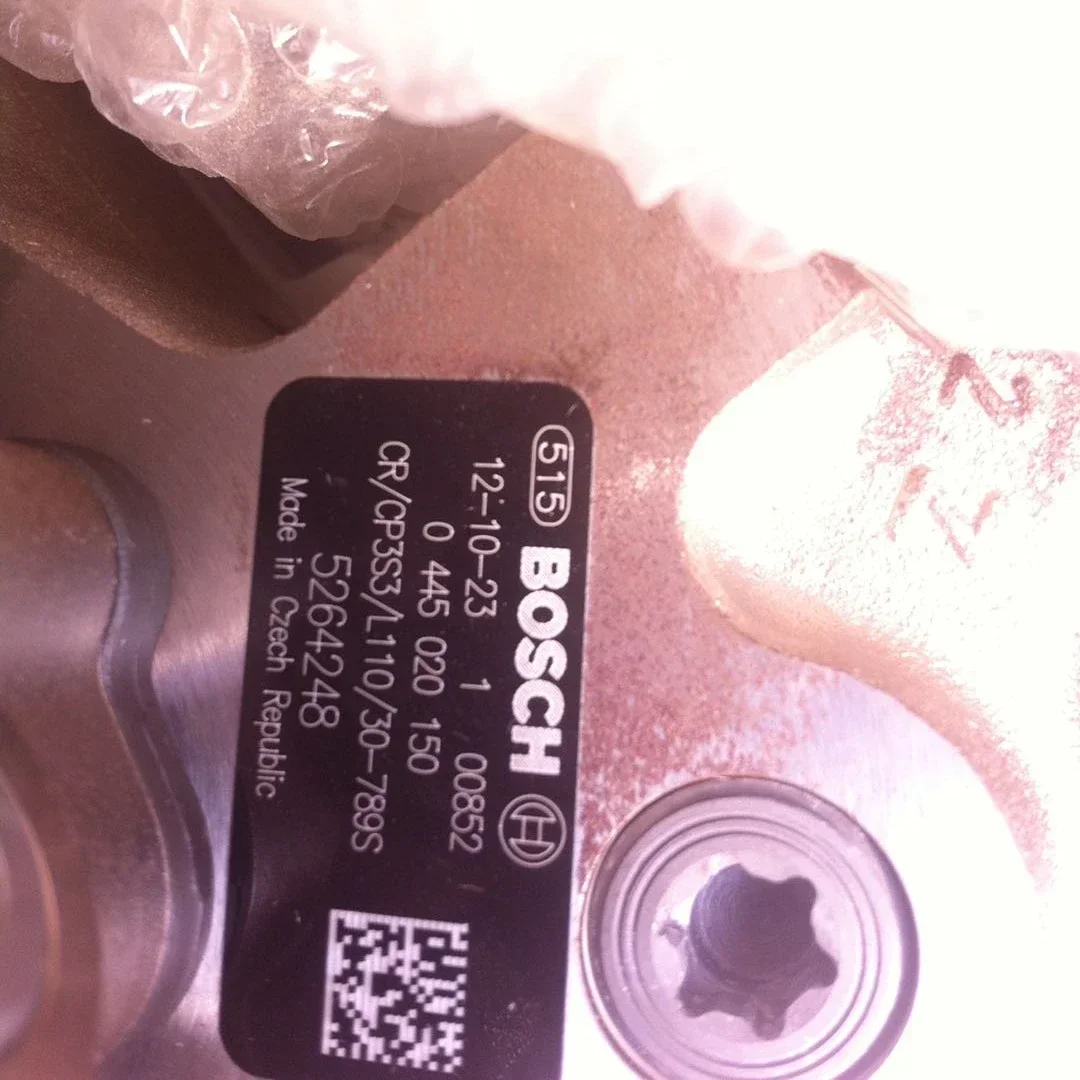 515 BOSCH
12-10-23 1 00852
0 445 020 150
CR/CP3S3/L110/30-789S
5264248
Made in Czech Republic